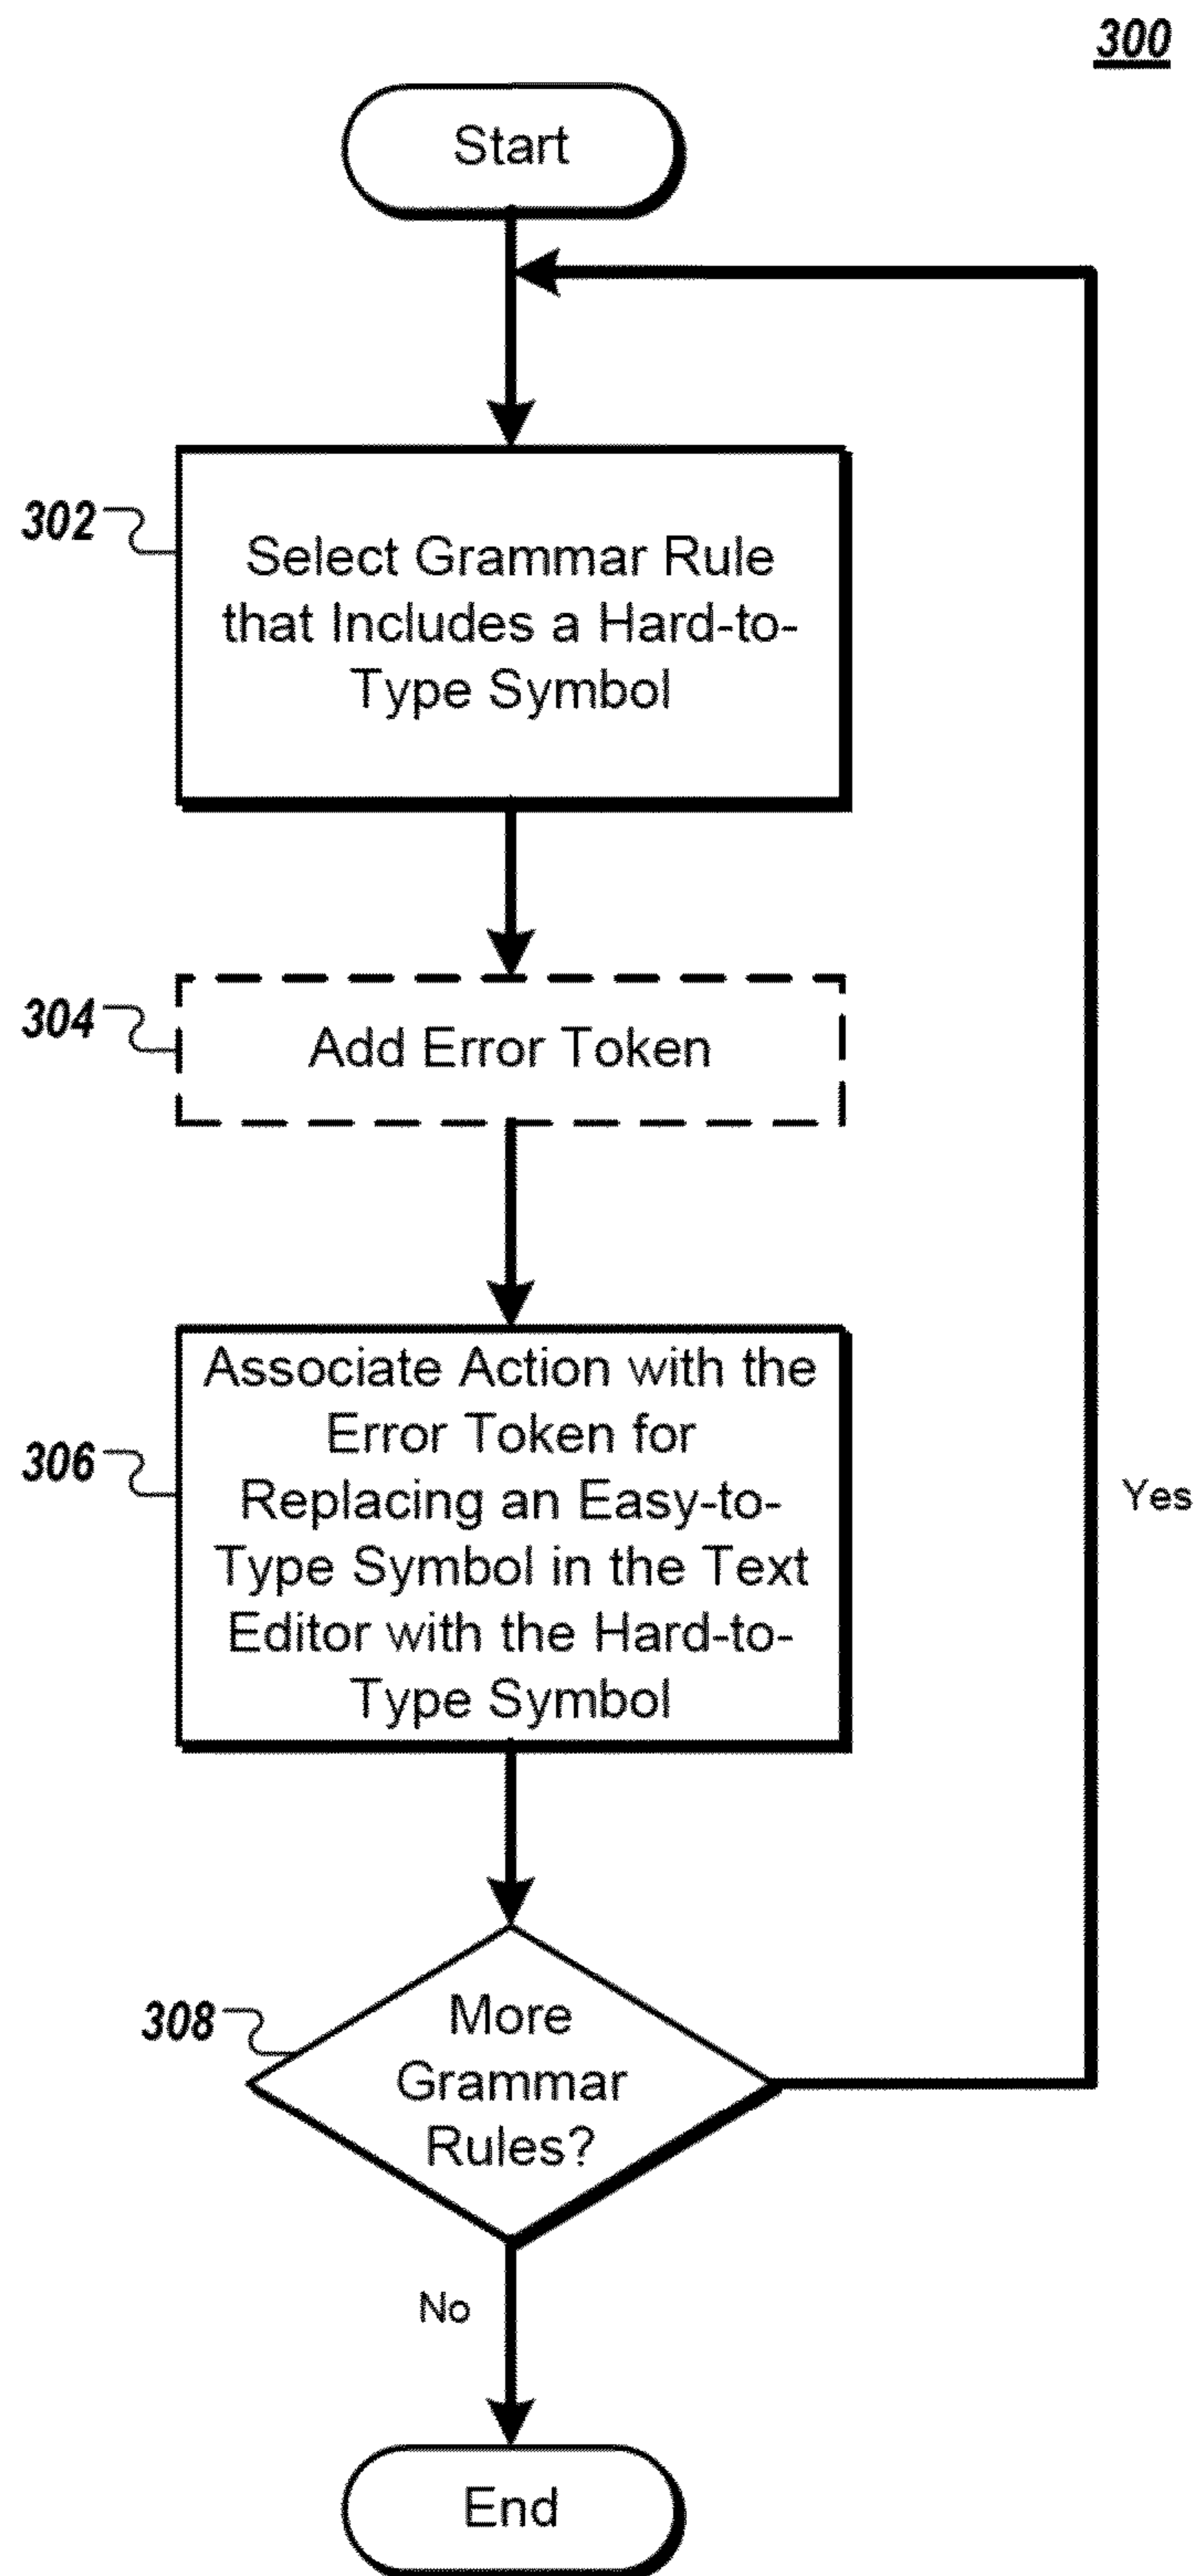 300
Start
302
Select Grammar Rule
that Includes a Hard-to-
Type Symbol
304
Add Error Token
306
Associate Action with the
Error Token for
Replacing an Easy-to-
Type Symbol in the Text
Editor with the Hard-to-
Type Symbol
Yes
308
More
Grammar
Rules?
No
End